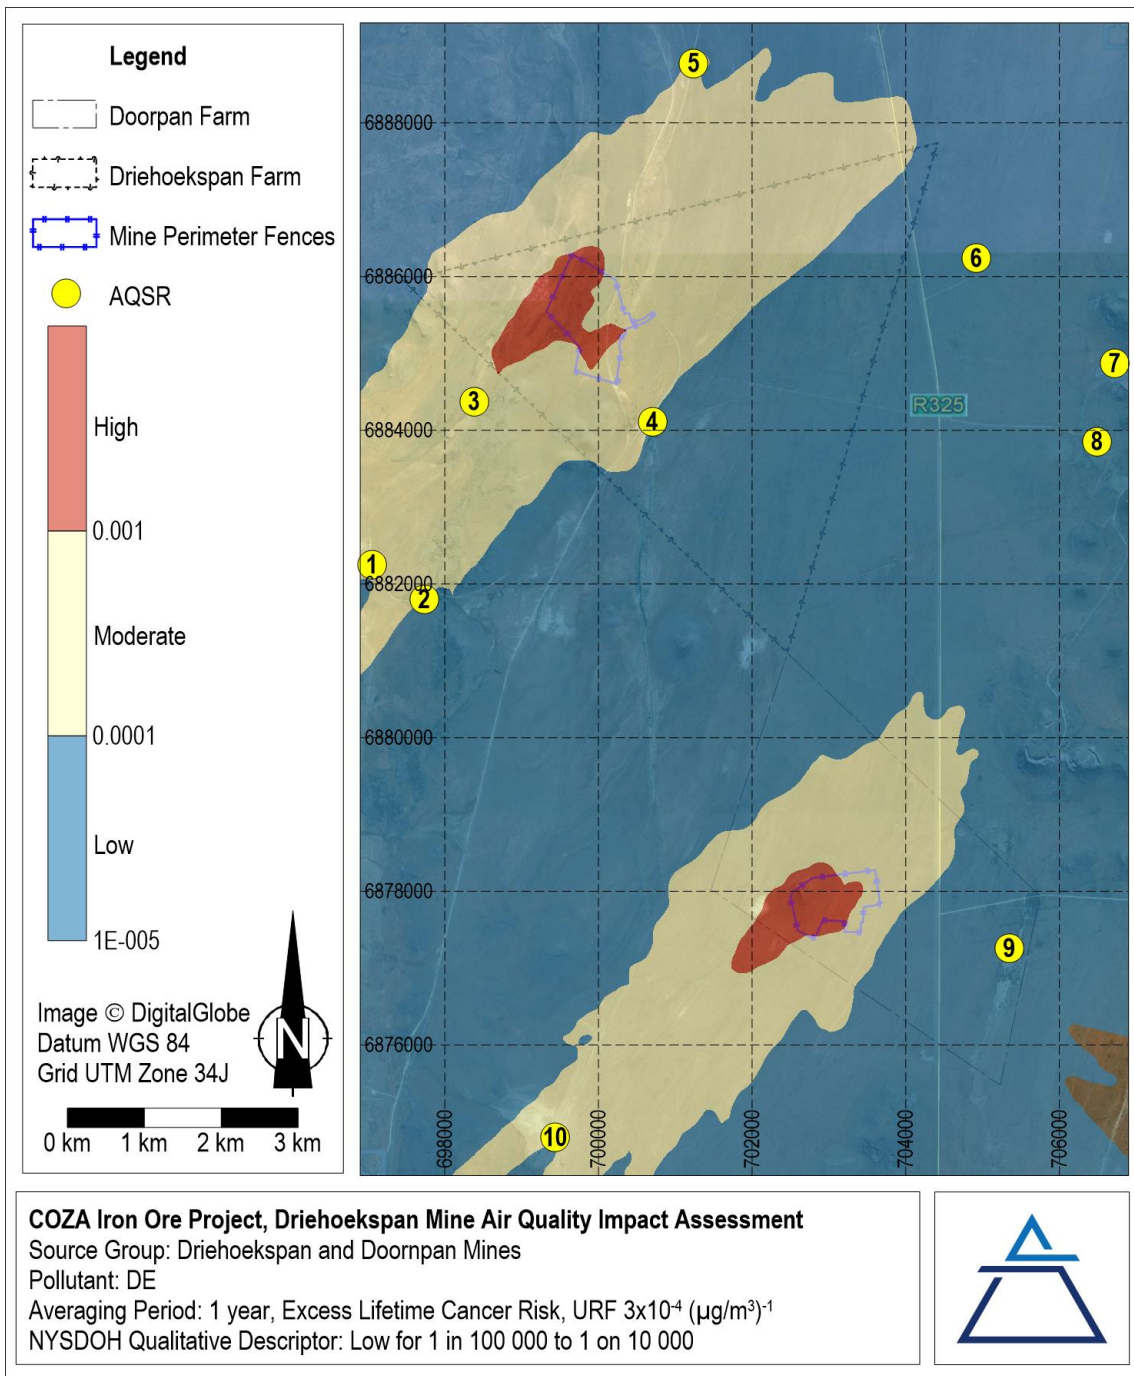 Legend
Doorpan Farm
Driehoekspan Farm
Mine Perimeter Fences
AQSR
High
0.001
Moderate
0.0001
Low
1E-005
Image © DigitalGlobe
Datum WGS 84
Grid UTM Zone 34J
N
0 km 1 km 2 km 3 km
5
6888000
6
6886000
7
3
R325
4
8
6884000
1
6882000
2
6880000
6878000
9
6876000
10
698000 700000 702000 704000 706000
COZA Iron Ore Project, Driehoekspan Mine Air Quality Impact Assessment
Source Group: Driehoekspan and Doornpan Mines
Pollutant: DE
Averaging Period: 1 year, Excess Lifetime Cancer Risk, URF 3x10⁻⁴ (µg/m³)⁻¹
NYSDOH Qualitative Descriptor: Low for 1 in 100 000 to 1 on 10 000